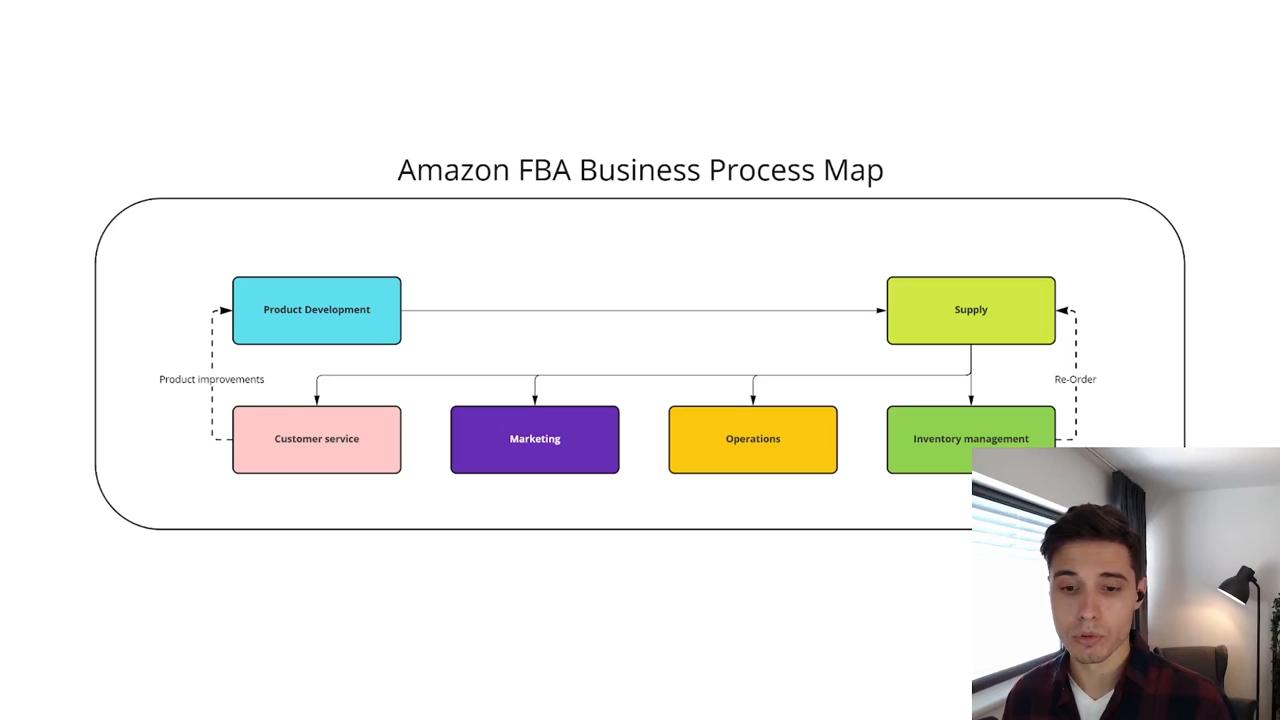 Amazon FBA Business Process Map
Product Development
Supply
Product improvements
Re-Order
Customer service
Marketing
Operations
Inventory management